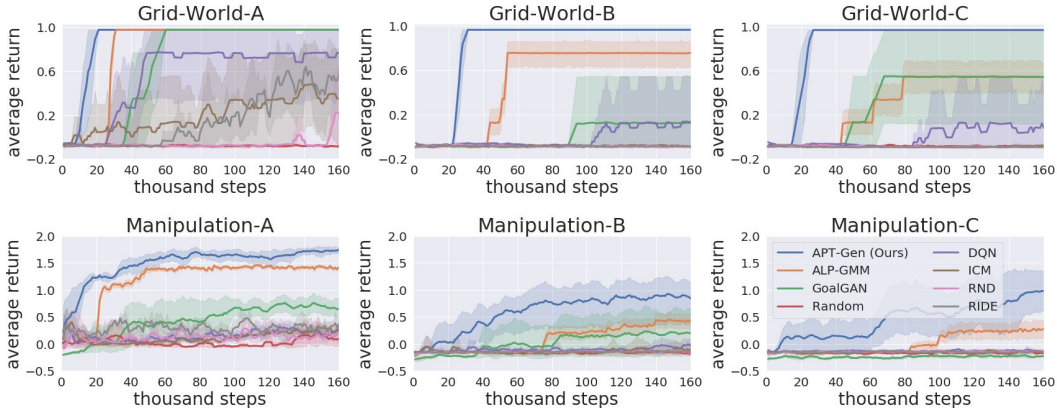 Grid-World-A
average return
1.0
0.6
0.2
−0.2
0 20 40 60 80 100 120 140 160
thousand steps
Grid-World-B
average return
1.0
0.6
0.2
−0.2
0 20 40 60 80 100 120 140 160
thousand steps
Grid-World-C
average return
1.0
0.6
0.2
−0.2
0 20 40 60 80 100 120 140 160
thousand steps
Manipulation-A
average return
2.0
1.5
1.0
0.5
0.0
−0.5
0 20 40 60 80 100 120 140 160
thousand steps
Manipulation-B
average return
2.0
1.5
1.0
0.5
0.0
−0.5
0 20 40 60 80 100 120 140 160
thousand steps
Manipulation-C
average return
2.0
1.5
1.0
0.5
0.0
−0.5
APT-Gen (Ours)
ALP-GMM
GoalGAN
Random
DQN
ICM
RND
RIDE
0 20 40 60 80 100 120 140 160
thousand steps